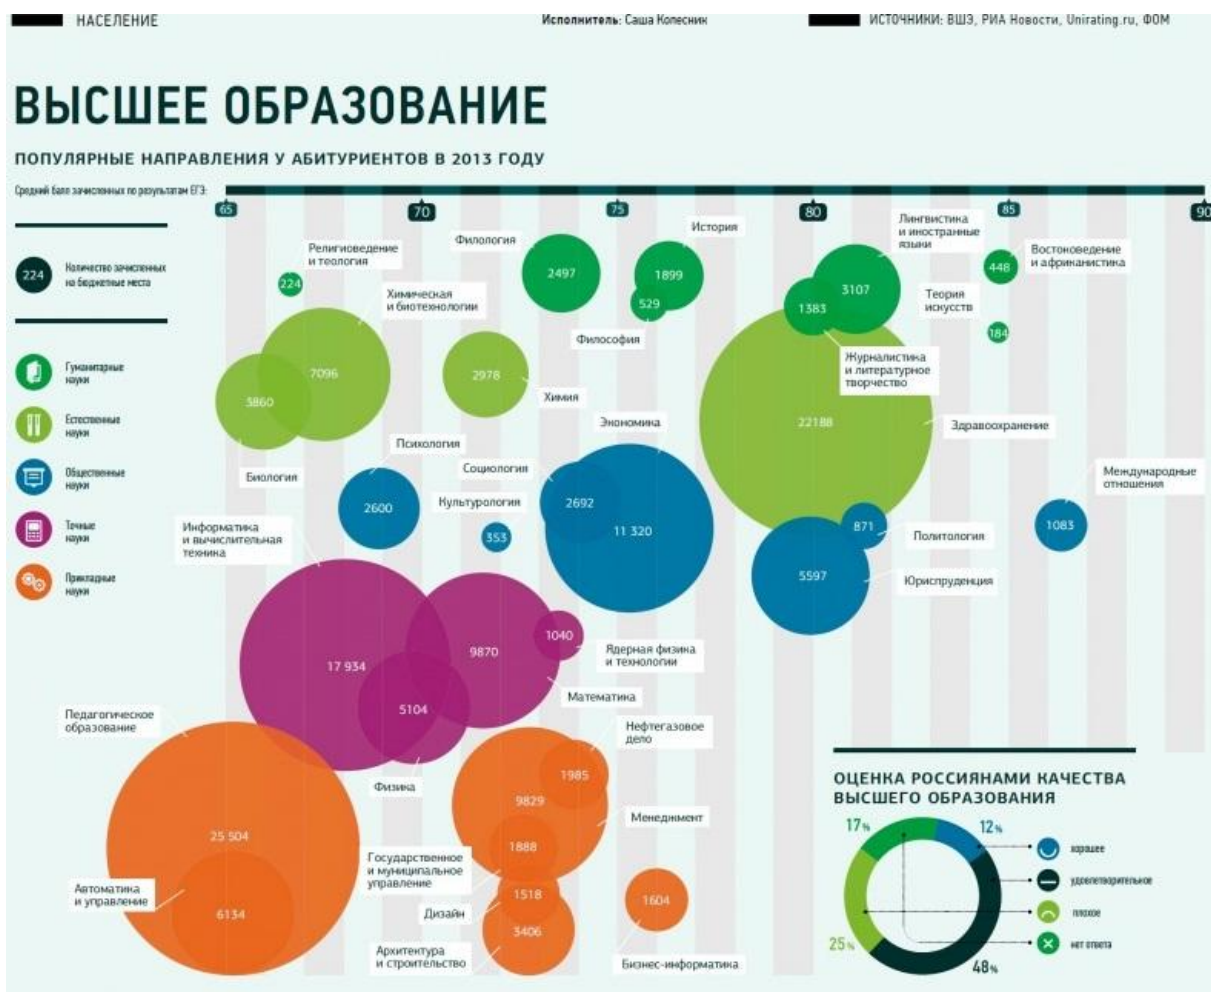 НАСЕЛЕНИЕ
Исполнитель: Саша Колесник
ИСТОЧНИКИ: ВШЭ, РИА Новости, Unirating.ru, ФОМ
ВЫСШЕЕ ОБРАЗОВАНИЕ
ПОПУЛЯРНЫЕ НАПРАВЛЕНИЯ У АБИТУРИЕНТОВ В 2013 ГОДУ
Средний балл зачисленных по результатам ЕГЭ:
65
70
75
80
85
90
224
Количество зачисленных
на бюджетные места
Гуманитарные
науки
Естественные
науки
Общественные
науки
Точные
науки
Прикладные
науки
Религиоведение
и теология
224
Филология
2497
История
1899
529
Философия
Лингвистика
и иностранные
языки
3107
1383
Журналистика
и литературное
творчество
Востоковедение
и африканистика
448
Теория
искусств
184
Химическая
и биотехнологии
7096
3860
Биология
2978
Химия
22188
Здравоохранение
Экономика
11 320
Социология
2692
Психология
2600
Культурология
353
Международные
отношения
1083
871
Политология
5597
Юриспруденция
Информатика
и вычислительная
техника
17 934
9870
Математика
1040
Ядерная физика
и технологии
5104
Физика
Педагогическое
образование
25 504
Автоматика
и управление
6134
Нефтегазовое
дело
1985
9829
Менеджмент
1888
Государственное
и муниципальное
управление
1518
Дизайн
3406
Архитектура
и строительство
1604
Бизнес-информатика
ОЦЕНКА РОССИЯНАМИ КАЧЕСТВА
ВЫСШЕГО ОБРАЗОВАНИЯ
17%
12%
25%
48%
хорошее
удовлетворительное
плохое
нет ответа